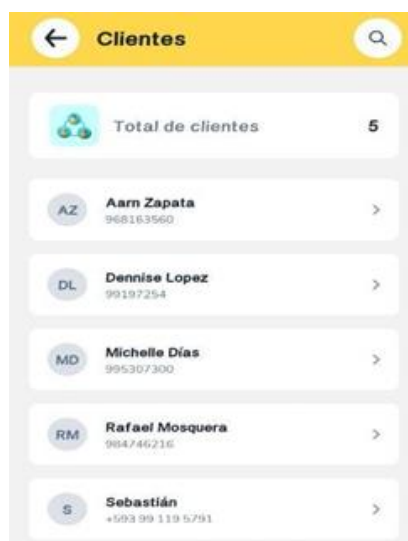 Clientes
Total de clientes 5
AZ
Aarn Zapata
968163560
DL
Dennise Lopez
99197254
MD
Michelle Días
995307300
RM
Rafael Mosquera
984746216
S
Sebastián
+593 99 119 5791